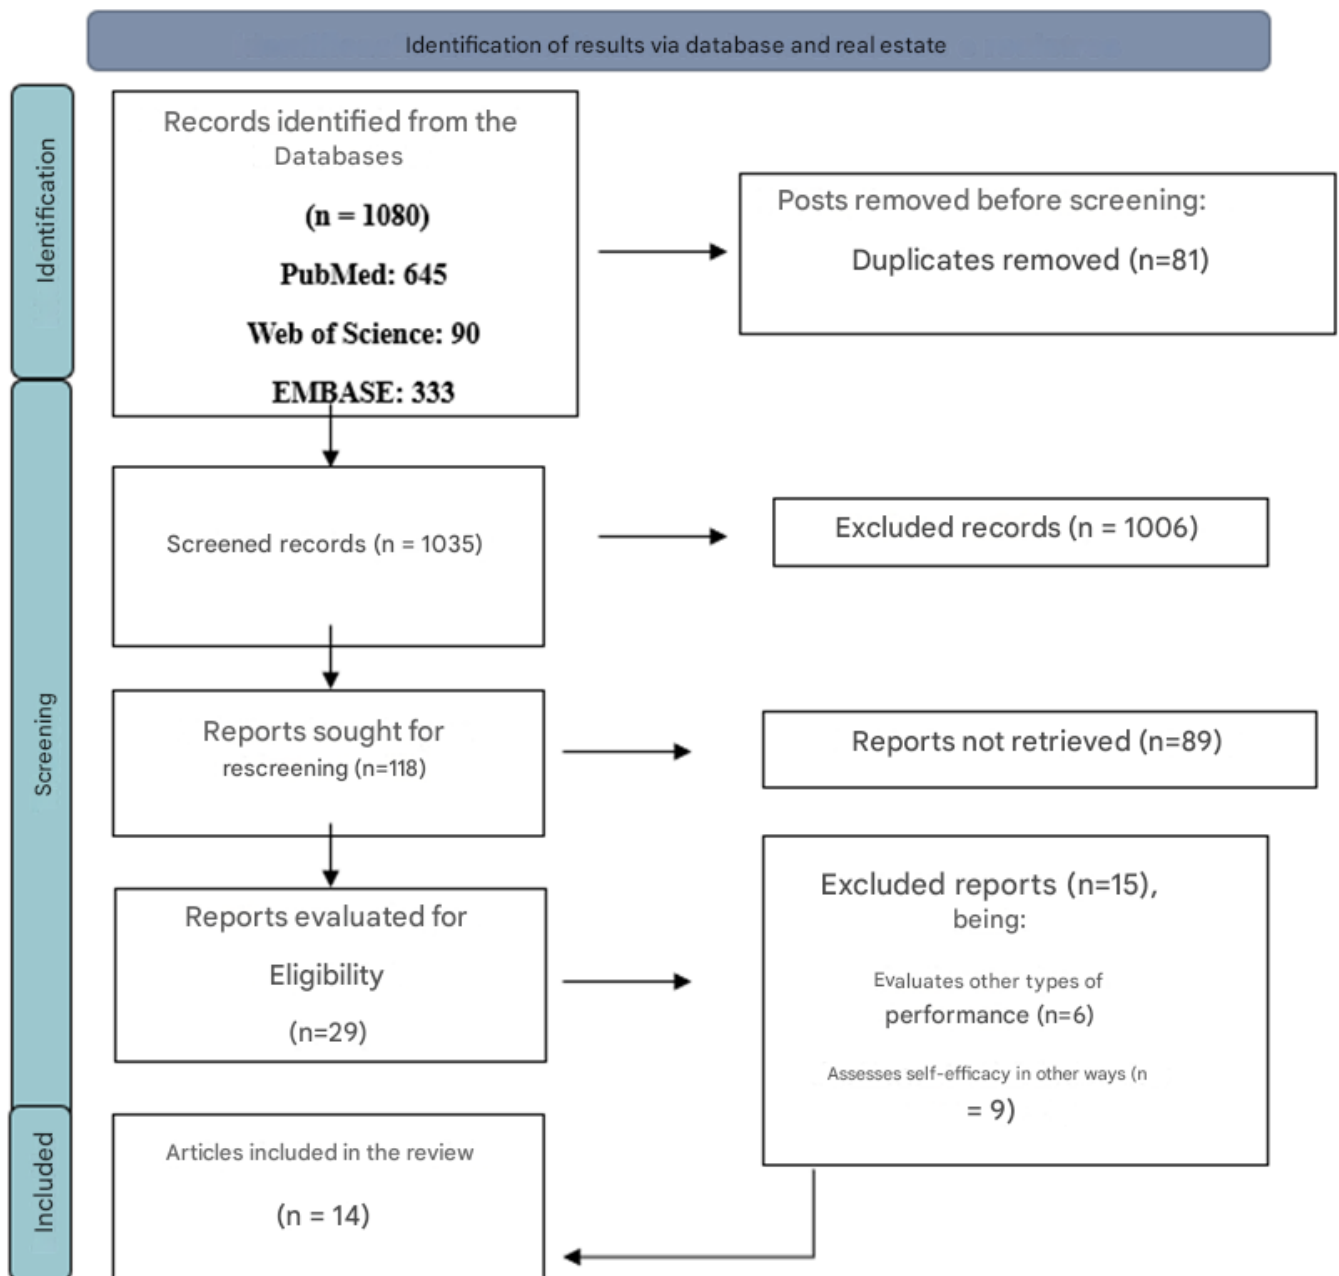 Identification of results via database and real estate
Identification
Records identified from the
Databases
(n = 1080)
PubMed: 645
Web of Science: 90
EMBASE: 333
Posts removed before screening:
Duplicates removed (n=81)
Screening
Screened records (n = 1035)
Excluded records (n = 1006)
Reports sought for
rescreening (n=118)
Reports not retrieved (n=89)
Reports evaluated for
Eligibility
(n=29)
Excluded reports (n=15),
being:
Evaluates other types of
performance (n=6)
Assesses self-efficacy in other ways (n
= 9)
Included
Articles included in the review
(n = 14)